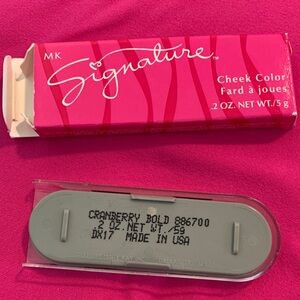 MK
Signature™
Cheek Color
Fard à joues
.2 OZ. NET WT./5 g
CRANBERRY BOLD 886700
.2 OZ. NET WT./5g
DX17 MADE IN USA